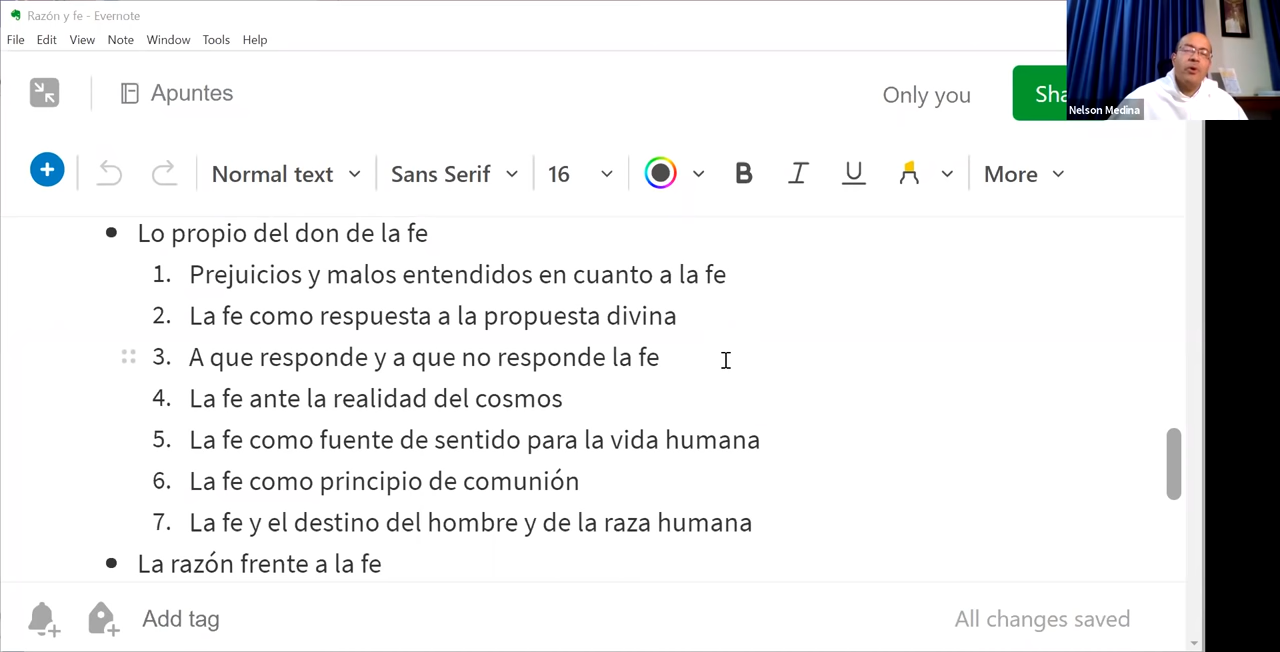 Razón y fe - Evernote
File Edit View Note Window Tools Help
Apuntes
Only you
Sha
Nelson Medina
Normal text
Sans Serif
16
B I U
More
• Lo propio del don de la fe
1. Prejuicios y malos entendidos en cuanto a la fe
2. La fe como respuesta a la propuesta divina
3. A que responde y a que no responde la fe
4. La fe ante la realidad del cosmos
5. La fe como fuente de sentido para la vida humana
6. La fe como principio de comunión
7. La fe y el destino del hombre y de la raza humana
• La razón frente a la fe
Add tag
All changes saved